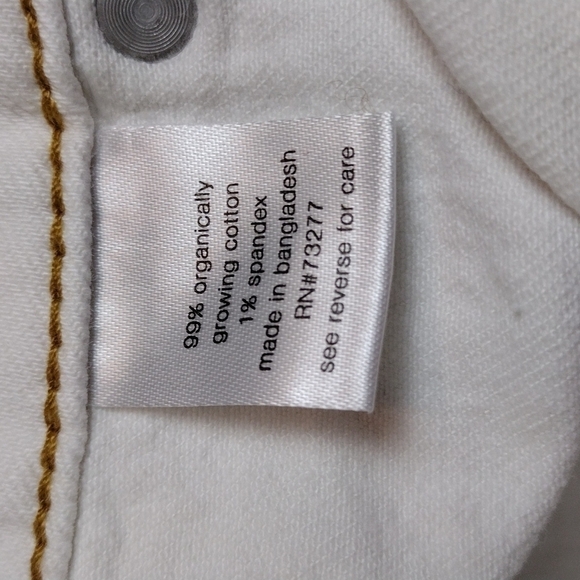 99% organically
growing cotton
1% spandex
made in bangladesh
RN#73277
see reverse for care